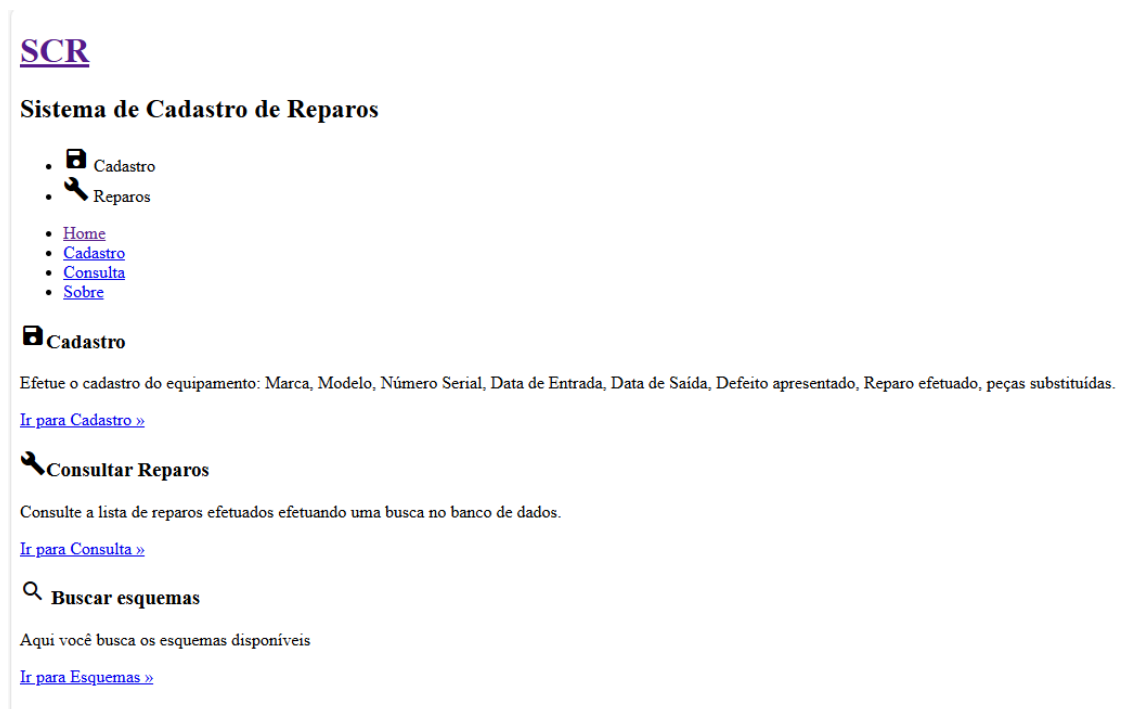 SCR
Sistema de Cadastro de Reparos
Cadastro
Reparos
Home
Cadastro
Consulta
Sobre
Cadastro
Efetue o cadastro do equipamento: Marca, Modelo, Número Serial, Data de Entrada, Data de Saída, Defeito apresentado, Reparo efetuado, peças substituídas.
Ir para Cadastro »
Consultar Reparos
Consulte a lista de reparos efetuados efetuando uma busca no banco de dados.
Ir para Consulta »
Buscar esquemas
Aqui você busca os esquemas disponíveis
Ir para Esquemas »